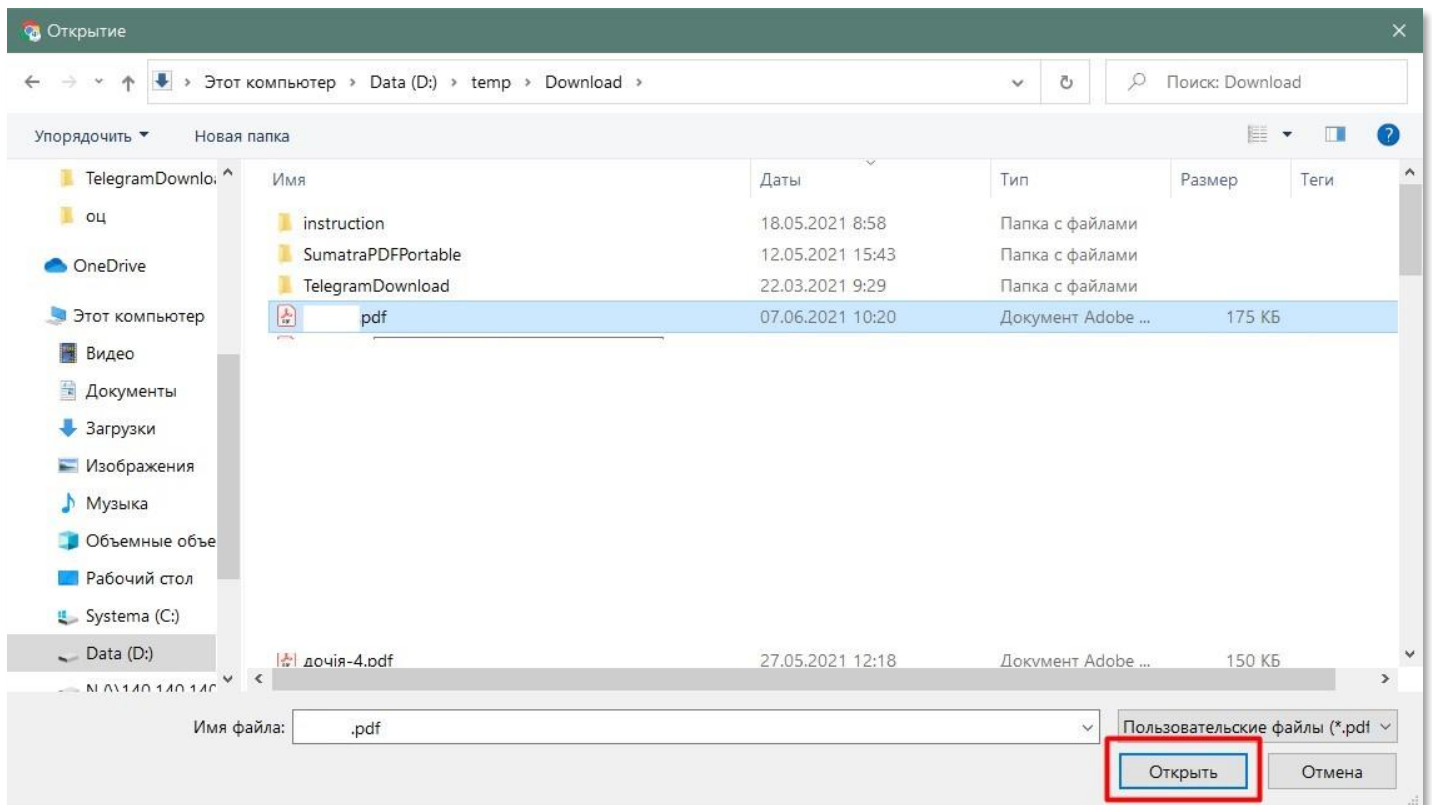 Открытие
Этот компьютер › Data (D:) › temp › Download ›
Поиск: Download
Упорядочить
Новая папка
Имя Даты Тип Размер Теги
TelegramDownlo
оц
OneDrive
Этот компьютер
Видео
Документы
Загрузки
Изображения
Музыка
Объемные объе
Рабочий стол
Systema (C:)
Data (D:)
instruction 18.05.2021 8:58 Папка с файлами
SumatraPDFPortable 12.05.2021 15:43 Папка с файлами
TelegramDownload 22.03.2021 9:29 Папка с файлами
pdf 07.06.2021 10:20 Документ Adobe ... 175 КБ
дочія-4.pdf 27.05.2021 12:18 Документ Adobe ... 150 КБ
Имя файла: .pdf
Пользовательские файлы (*.pdf
Открыть
Отмена